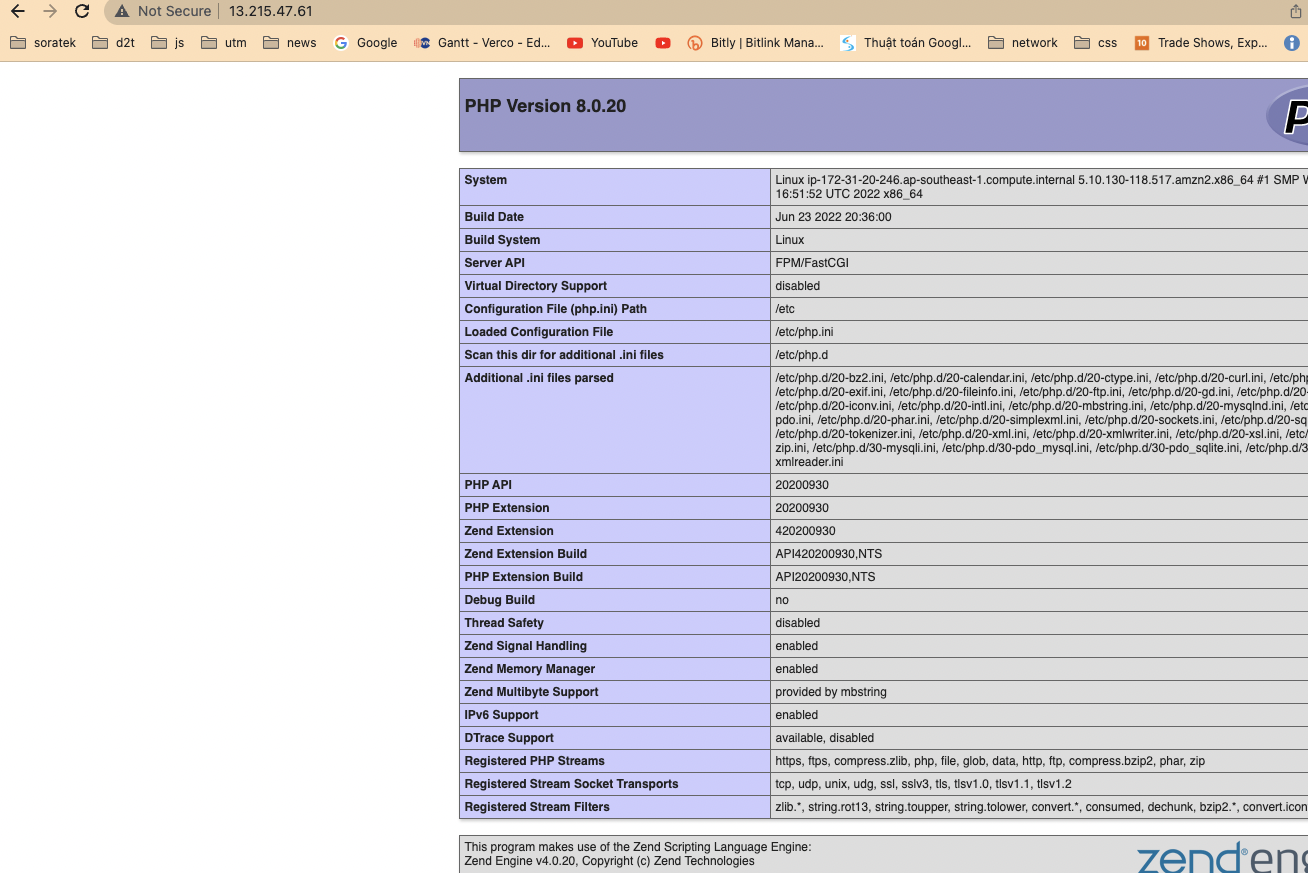 Not Secure 13.215.47.61
soratek d2t js utm news Google Gantt - Verco - Ed... YouTube Bitly | Bitlink Mana... Thuật toán Googl... network css 10 Trade Shows, Exp...
PHP Version 8.0.20
System Linux ip-172-31-20-246.ap-southeast-1.compute.internal 5.10.130-118.517.amzn2.x86_64 #1 SMP
16:51:52 UTC 2022 x86_64
Build Date Jun 23 2022 20:36:00
Build System Linux
Server API FPM/FastCGI
Virtual Directory Support disabled
Configuration File (php.ini) Path /etc
Loaded Configuration File /etc/php.ini
Scan this dir for additional .ini files /etc/php.d
Additional .ini files parsed /etc/php.d/20-bz2.ini, /etc/php.d/20-calendar.ini, /etc/php.d/20-ctype.ini, /etc/php.d/20-curl.ini,
/etc/php.d/20-exif.ini, /etc/php.d/20-fileinfo.ini, /etc/php.d/20-ftp.ini, /etc/php.d/20-gd.ini, /etc/php.d/20-
/etc/php.d/20-iconv.ini, /etc/php.d/20-intl.ini, /etc/php.d/20-mbstring.ini, /etc/php.d/20-mysqlnd.ini,
pdo.ini, /etc/php.d/20-phar.ini, /etc/php.d/20-simplexml.ini, /etc/php.d/20-sockets.ini, /etc/php.d/20-sq
/etc/php.d/20-tokenizer.ini, /etc/php.d/20-xml.ini, /etc/php.d/20-xmlwriter.ini, /etc/php.d/20-xsl.ini,
zip.ini, /etc/php.d/30-mysqli.ini, /etc/php.d/30-pdo_mysql.ini, /etc/php.d/30-pdo_sqlite.ini, /etc/php.d/3
xmlreader.ini
PHP API 20200930
PHP Extension 20200930
Zend Extension 420200930
Zend Extension Build API420200930,NTS
PHP Extension Build API20200930,NTS
Debug Build no
Thread Safety disabled
Zend Signal Handling enabled
Zend Memory Manager enabled
Zend Multibyte Support provided by mbstring
IPv6 Support enabled
DTrace Support available, disabled
Registered PHP Streams https, ftps, compress.zlib, php, file, glob, data, http, ftp, compress.bzip2, phar, zip
Registered Stream Socket Transports tcp, udp, unix, udg, ssl, sslv3, tls, tlsv1.0, tlsv1.1, tlsv1.2
Registered Stream Filters zlib.*, string.rot13, string.toupper, string.tolower, convert.*, consumed, dechunk, bzip2.*, convert.icon
This program makes use of the Zend Scripting Language Engine:
Zend Engine v4.0.20, Copyright (c) Zend Technologies
zend® eng